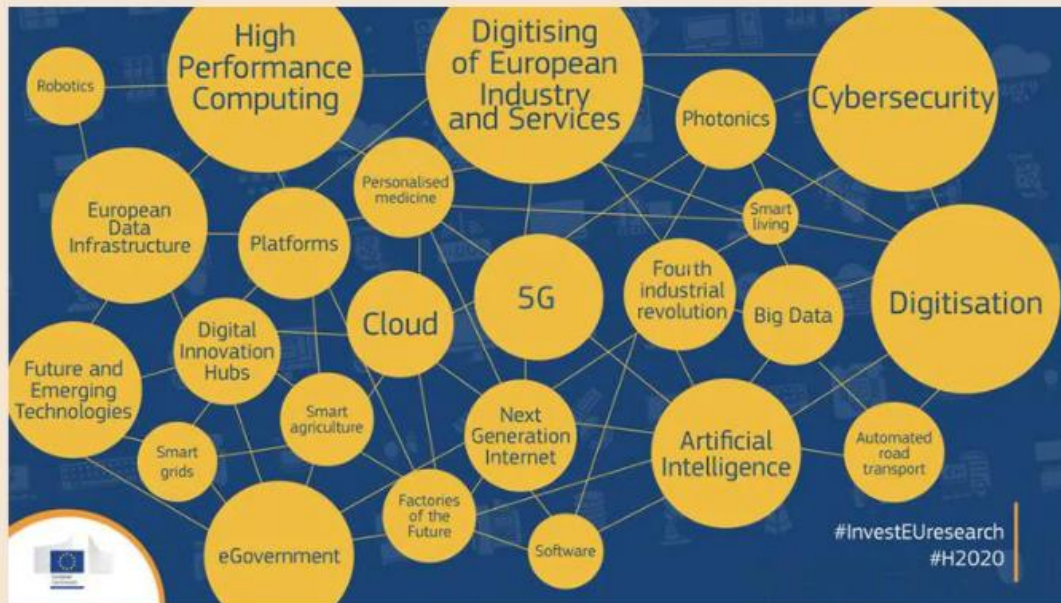 High
Performance
Computing
Digitising
of European
Industry
and Services
Cybersecurity
Robotics
Photonics
Personalised
medicine
European
Data
Infrastructure
Platforms
Smart
living
5G
Fourth
industrial
revolution
Big Data
Digitisation
Cloud
Digital
Innovation
Hubs
Future and
Emerging
Technologies
Smart
agriculture
Next
Generation
Internet
Artificial
Intelligence
Automated
road
transport
Smart
grids
Factories
of the
Future
eGovernment
Software
#InvestEUresearch
#H2020
European
Commission